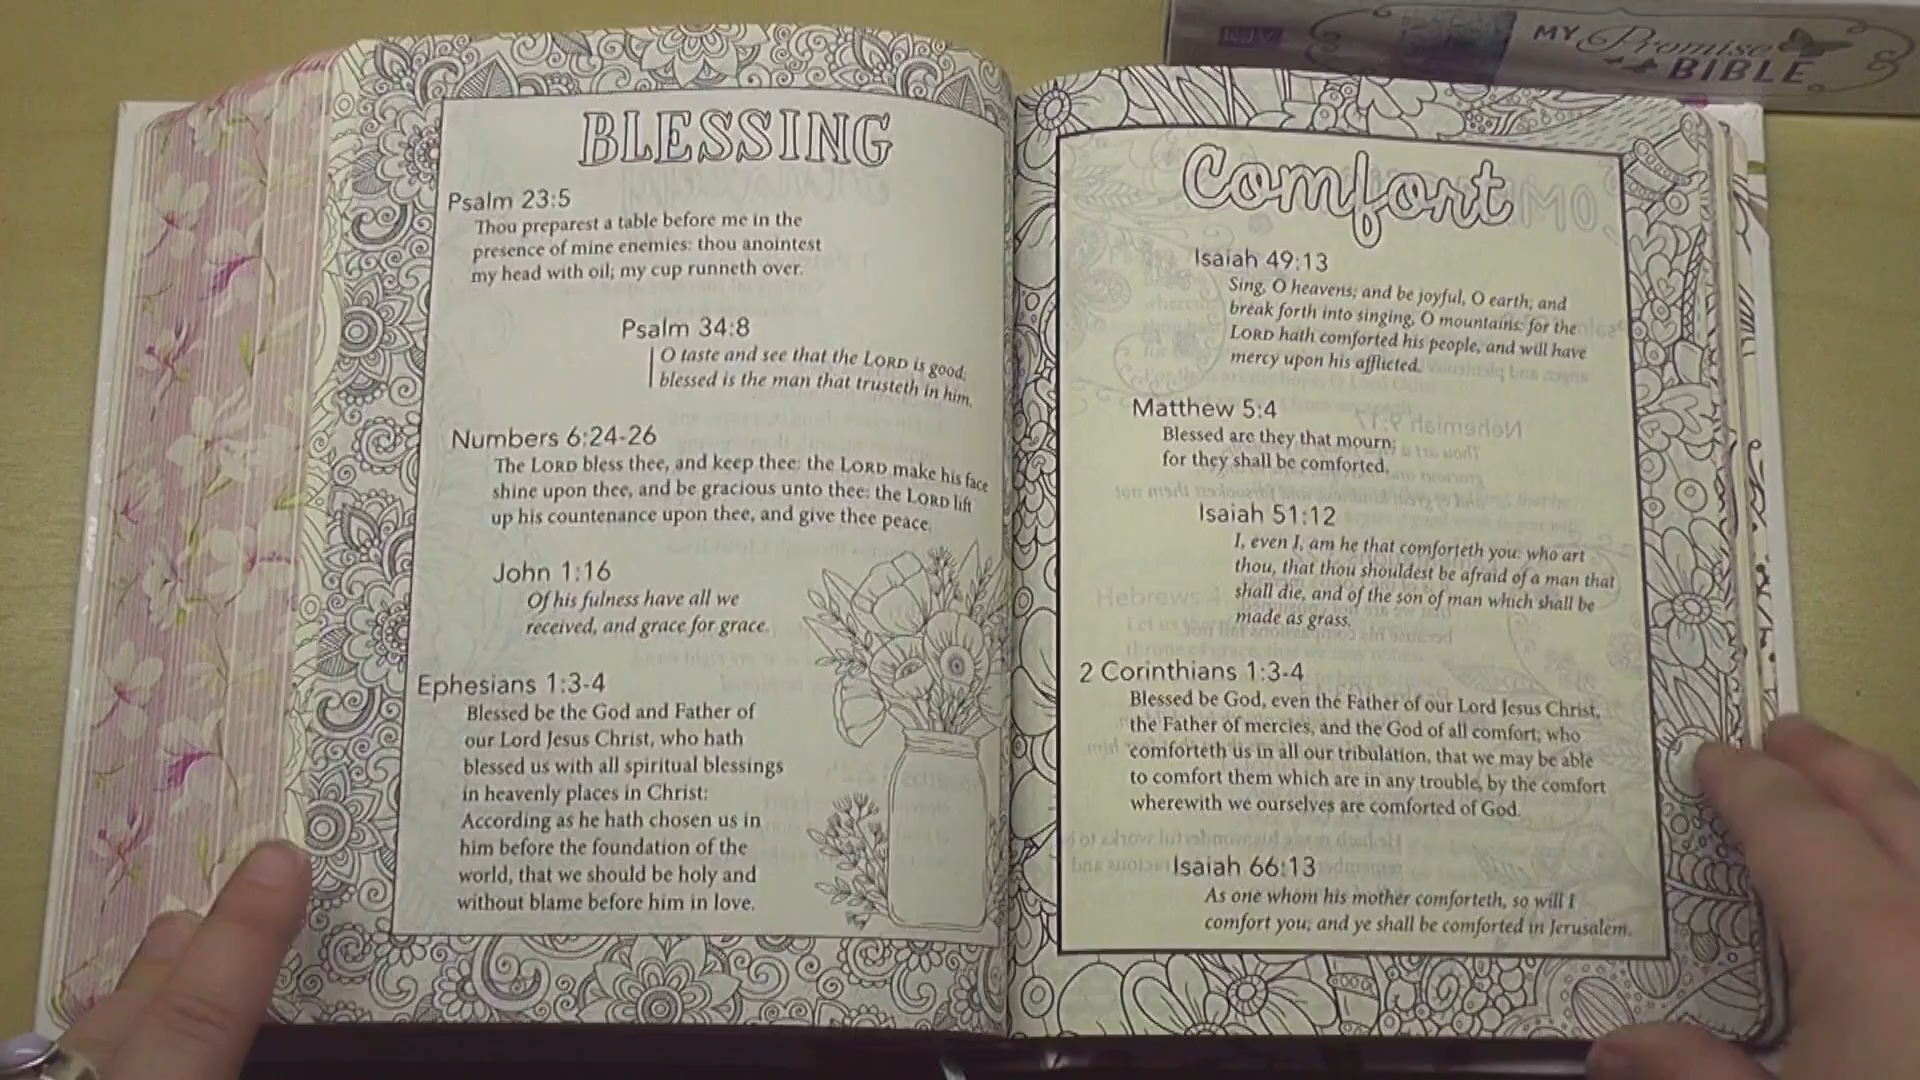 KJV
MY Promise
BIBLE
BLESSING
Psalm 23:5
Thou preparest a table before me in the
presence of mine enemies: thou anointest
my head with oil; my cup runneth over.
Psalm 34:8
O taste and see that the LORD is good:
blessed is the man that trusteth in him.
Numbers 6:24-26
The LORD bless thee, and keep thee: the LORD make his face
shine upon thee, and be gracious unto thee: the LORD lift
up his countenance upon thee, and give thee peace.
John 1:16
Of his fulness have all we
received, and grace for grace.
Ephesians 1:3-4
Blessed be the God and Father of
our Lord Jesus Christ, who hath
blessed us with all spiritual blessings
in heavenly places in Christ:
According as he hath chosen us in
him before the foundation of the
world, that we should be holy and
without blame before him in love.
Comfort
Isaiah 49:13
Sing, O heavens; and be joyful, O earth; and
break forth into singing, O mountains: for the
LORD hath comforted his people, and will have
mercy upon his afflicted.
Matthew 5:4
Blessed are they that mourn:
for they shall be comforted.
Isaiah 51:12
I, even I, am he that comforteth you: who art
thou, that thou shouldest be afraid of a man that
shall die, and of the son of man which shall be
made as grass.
2 Corinthians 1:3-4
Blessed be God, even the Father of our Lord Jesus Christ,
the Father of mercies, and the God of all comfort; who
comforteth us in all our tribulation, that we may be able
to comfort them which are in any trouble, by the comfort
wherewith we ourselves are comforted of God.
Isaiah 66:13
As one whom his mother comforteth, so will I
comfort you; and ye shall be comforted in Jerusalem.